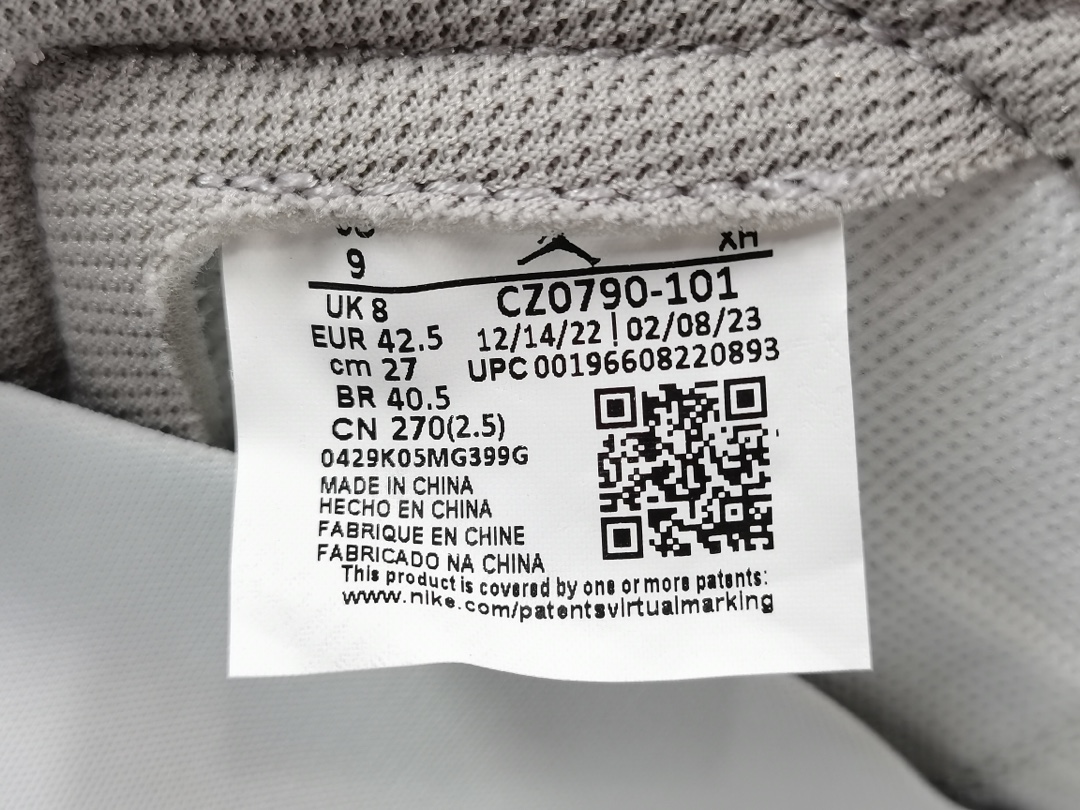 9
XH
UK 8
CZ0790-101
EUR 42.5
12/14/22 | 02/08/23
cm 27
UPC 00196608220893
BR 40.5
CN 270(2.5)
0429K05MG399G
MADE IN CHINA
HECHO EN CHINA
FABRIQUE EN CHINE
FABRICADO NA CHINA
This product is covered by one or more patents:
www.nike.com/patentsvirtualmarking